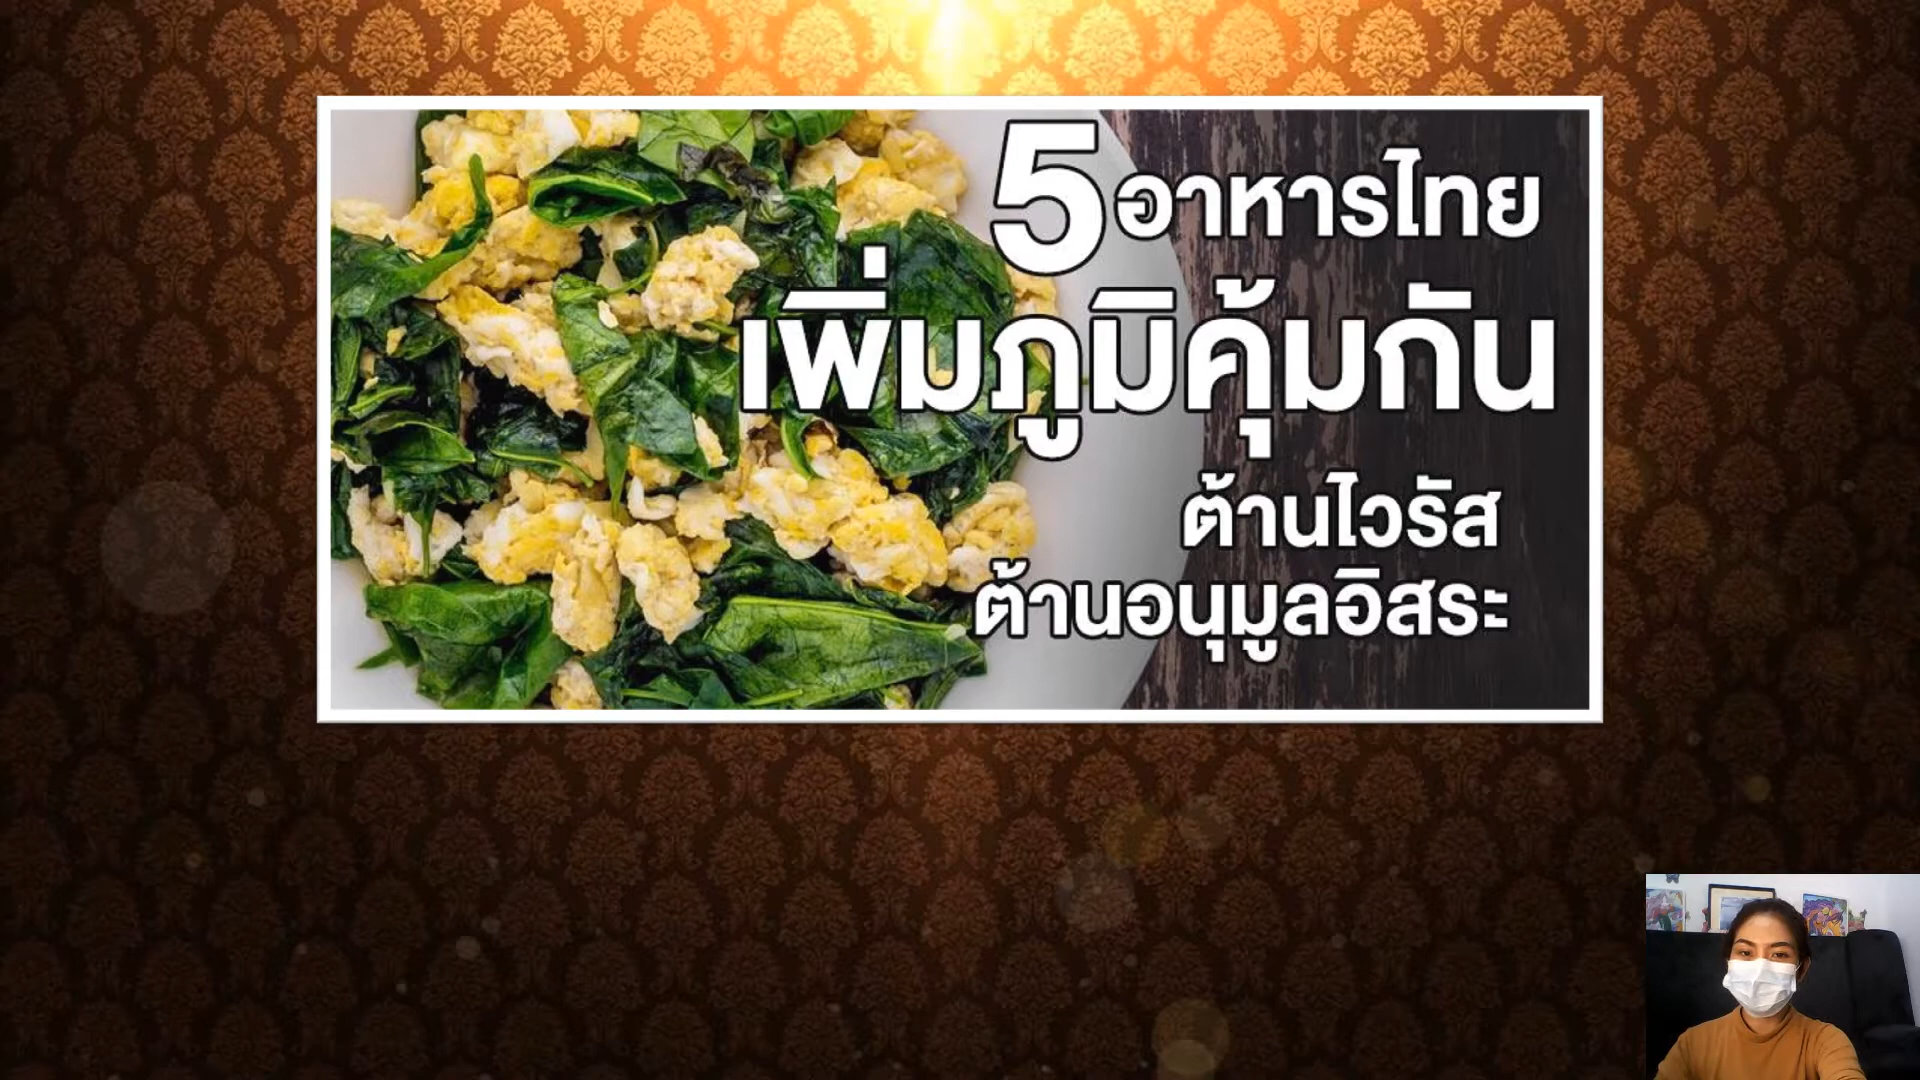 5 อาหารไทย
เพิ่มภูมิคุ้มกัน
ต้านไวรัส
ต้านอนุมูลอิสระ